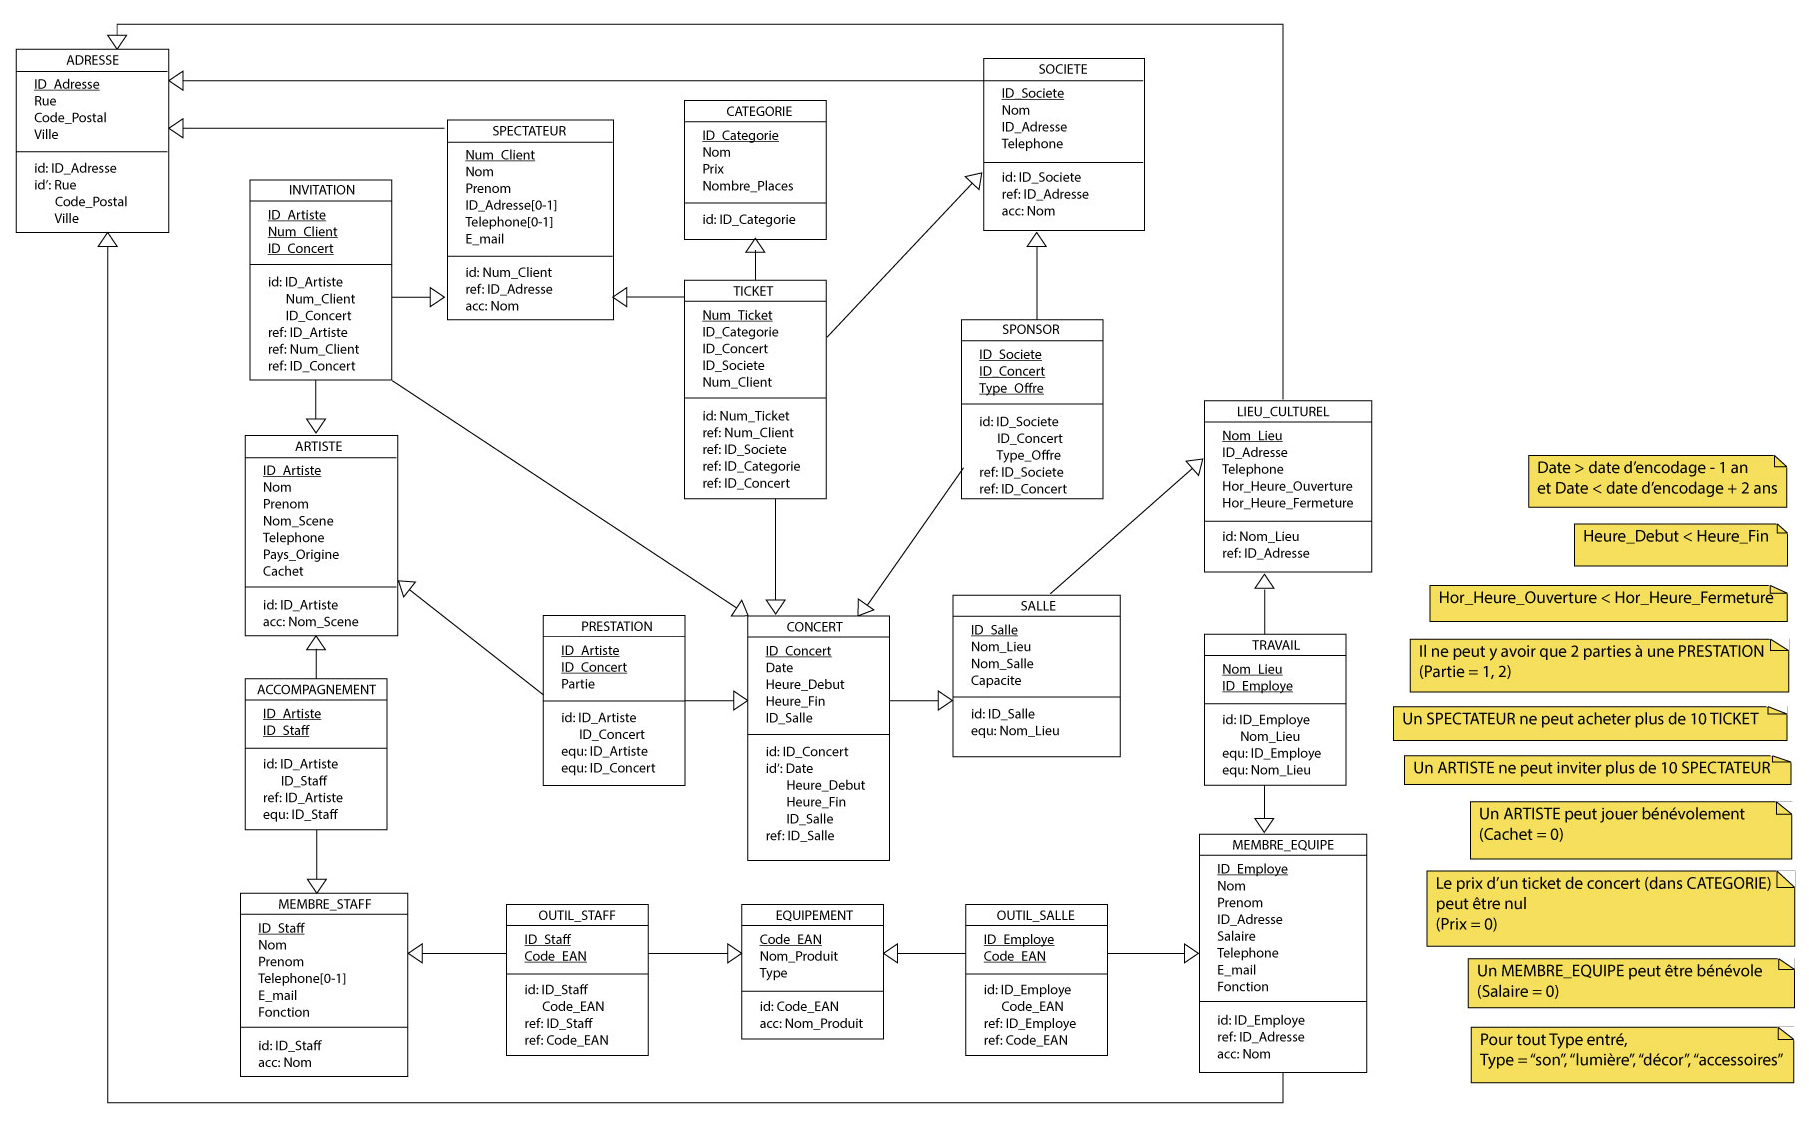 ADRESSE
ID_Adresse
Rue
Code_Postal
Ville
id: ID_Adresse
id': Rue
Code_Postal
Ville
INVITATION
ID_Artiste
Num_Client
ID_Concert
id: ID_Artiste
Num_Client
ID_Concert
ref: ID_Artiste
ref: Num_Client
ref: ID_Concert
SPECTATEUR
Num_Client
Nom
Prenom
ID_Adresse[0-1]
Telephone[0-1]
E_mail
id: Num_Client
ref: ID_Adresse
acc: Nom
CATEGORIE
ID_Categorie
Nom
Prix
Nombre_Places
id: ID_Categorie
SOCIETE
ID_Societe
Nom
ID_Adresse
Telephone
id: ID_Societe
ref: ID_Adresse
acc: Nom
TICKET
Num_Ticket
ID_Categorie
ID_Concert
ID_Societe
Num_Client
id: Num_Ticket
ref: Num_Client
ref: ID_Societe
ref: ID_Categorie
ref: ID_Concert
SPONSOR
ID_Societe
ID_Concert
Type_Offre
id: ID_Societe
ID_Concert
Type_Offre
ref: ID_Societe
ref: ID_Concert
LIEU_CULTUREL
Nom_Lieu
ID_Adresse
Telephone
Hor_Heure_Ouverture
Hor_Heure_Fermeture
id: Nom_Lieu
ref: ID_Adresse
ARTISTE
ID_Artiste
Nom
Prenom
Nom_Scene
Telephone
Pays_Origine
Cachet
id: ID_Artiste
acc: Nom_Scene
PRESTATION
ID_Artiste
ID_Concert
Partie
id: ID_Artiste
ID_Concert
equ: ID_Artiste
equ: ID_Concert
CONCERT
ID_Concert
Date
Heure_Debut
Heure_Fin
ID_Salle
id: ID_Concert
id': Date
Heure_Debut
Heure_Fin
ID_Salle
ref: ID_Salle
SALLE
ID_Salle
Nom_Lieu
Nom_Salle
Capacite
id: ID_Salle
equ: Nom_Lieu
TRAVAIL
Nom_Lieu
ID_Employe
id: ID_Employe
Nom_Lieu
equ: ID_Employe
equ: Nom_Lieu
ACCOMPAGNEMENT
ID_Artiste
ID_Staff
id: ID_Artiste
ID_Staff
ref: ID_Artiste
equ: ID_Staff
MEMBRE_STAFF
ID_Staff
Nom
Prenom
Telephone[0-1]
E_mail
Fonction
id: ID_Staff
acc: Nom
OUTIL_STAFF
ID_Staff
Code_EAN
id: ID_Staff
Code_EAN
ref: ID_Staff
ref: Code_EAN
EQUIPEMENT
Code_EAN
Nom_Produit
Type
id: Code_EAN
acc: Nom_Produit
OUTIL_SALLE
ID_Employe
Code_EAN
id: ID_Employe
Code_EAN
ref: ID_Employe
ref: Code_EAN
MEMBRE_EQUIPE
ID_Employe
Nom
Prenom
ID_Adresse
Salaire
Telephone
E_mail
Fonction
id: ID_Employe
ref: ID_Adresse
acc: Nom
Date > date d'encodage - 1 an
et Date < date d'encodage + 2 ans
Heure_Debut < Heure_Fin
Hor_Heure_Ouverture < Hor_Heure_Fermeture
Il ne peut y avoir que 2 parties à une PRESTATION
(Partie = 1, 2)
Un SPECTATEUR ne peut acheter plus de 10 TICKET
Un ARTISTE ne peut inviter plus de 10 SPECTATEUR
Un ARTISTE peut jouer bénévolement
(Cachet = 0)
Le prix d'un ticket de concert (dans CATEGORIE)
peut être nul
(Prix = 0)
Un MEMBRE_EQUIPE peut être bénévole
(Salaire = 0)
Pour tout Type entré,
Type = “son”, “lumière”, “décor”, “accessoires”